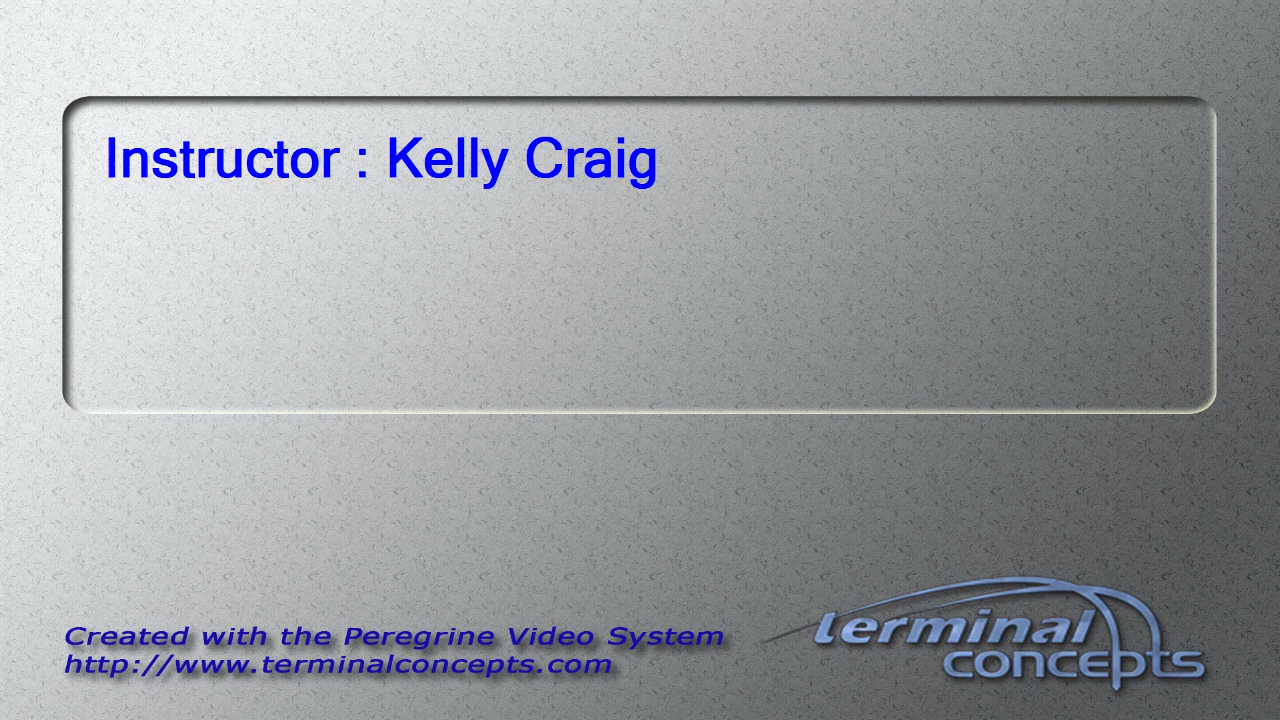 Instructor : Kelly Craig
Created with the Peregrine Video System
http://www.terminalconcepts.com
terminal
concepts